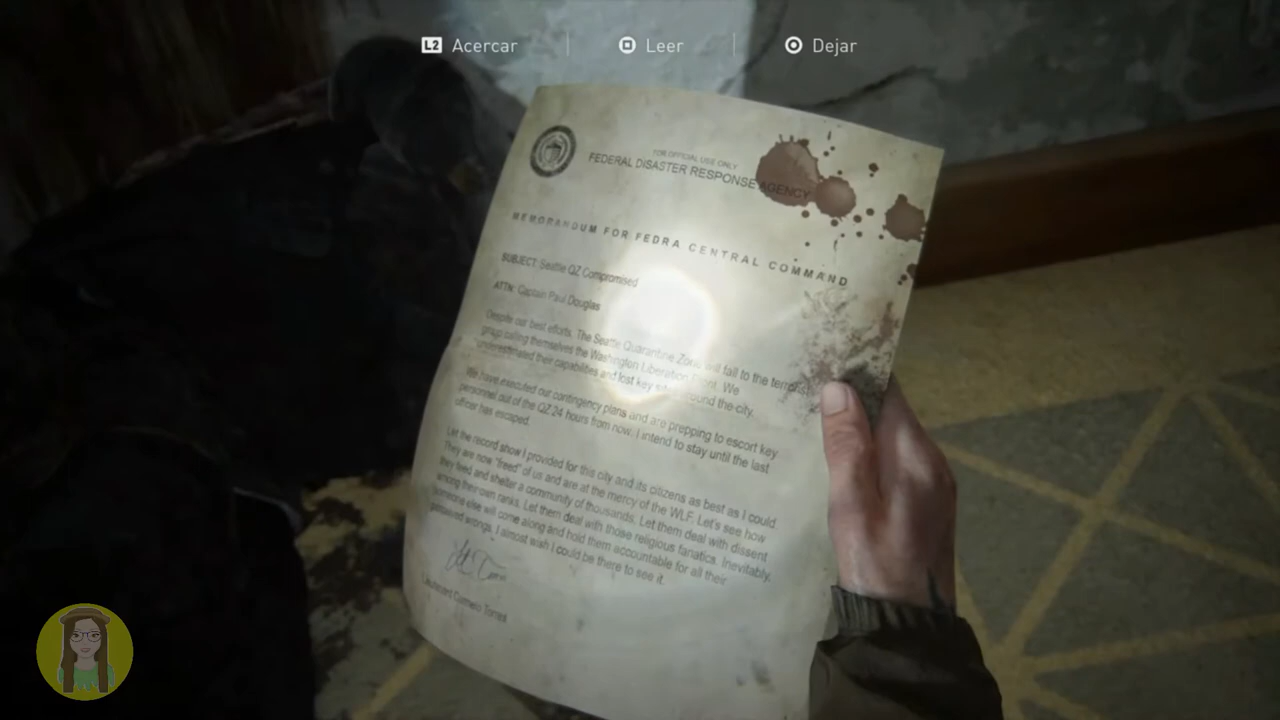 L2 Acercar
Leer
Dejar
FOR OFFICIAL USE ONLY
FEDERAL DISASTER RESPONSE AGENCY
MEMORANDUM FOR FEDRA CENTRAL COMMAND
SUBJECT: Seattle QZ Compromised
ATTN: Captain Paul Douglas
Despite our best efforts. The Seattle Quarantine Zone will fall to the terrorist
group calling themselves the Washington Liberation Front. We
underestimated their capabilities and lost key sites around the city.
We have executed our contingency plans and are prepping to escort key
personnel out of the QZ 24 hours from now. I intend to stay until the last
officer has escaped.
Let the record show I provided for this city and its citizens as best as I could.
They are now "freed" of us and are at the mercy of the WLF. Let's see how
they feed and shelter a community of thousands. Let them deal with dissent
among their own ranks. Let them deal with those religious fanatics. Inevitably,
someone else will come along and hold them accountable for all their
perceived wrongs. I almost wish I could be there to see it.
Lieutenant Carmelo Torres